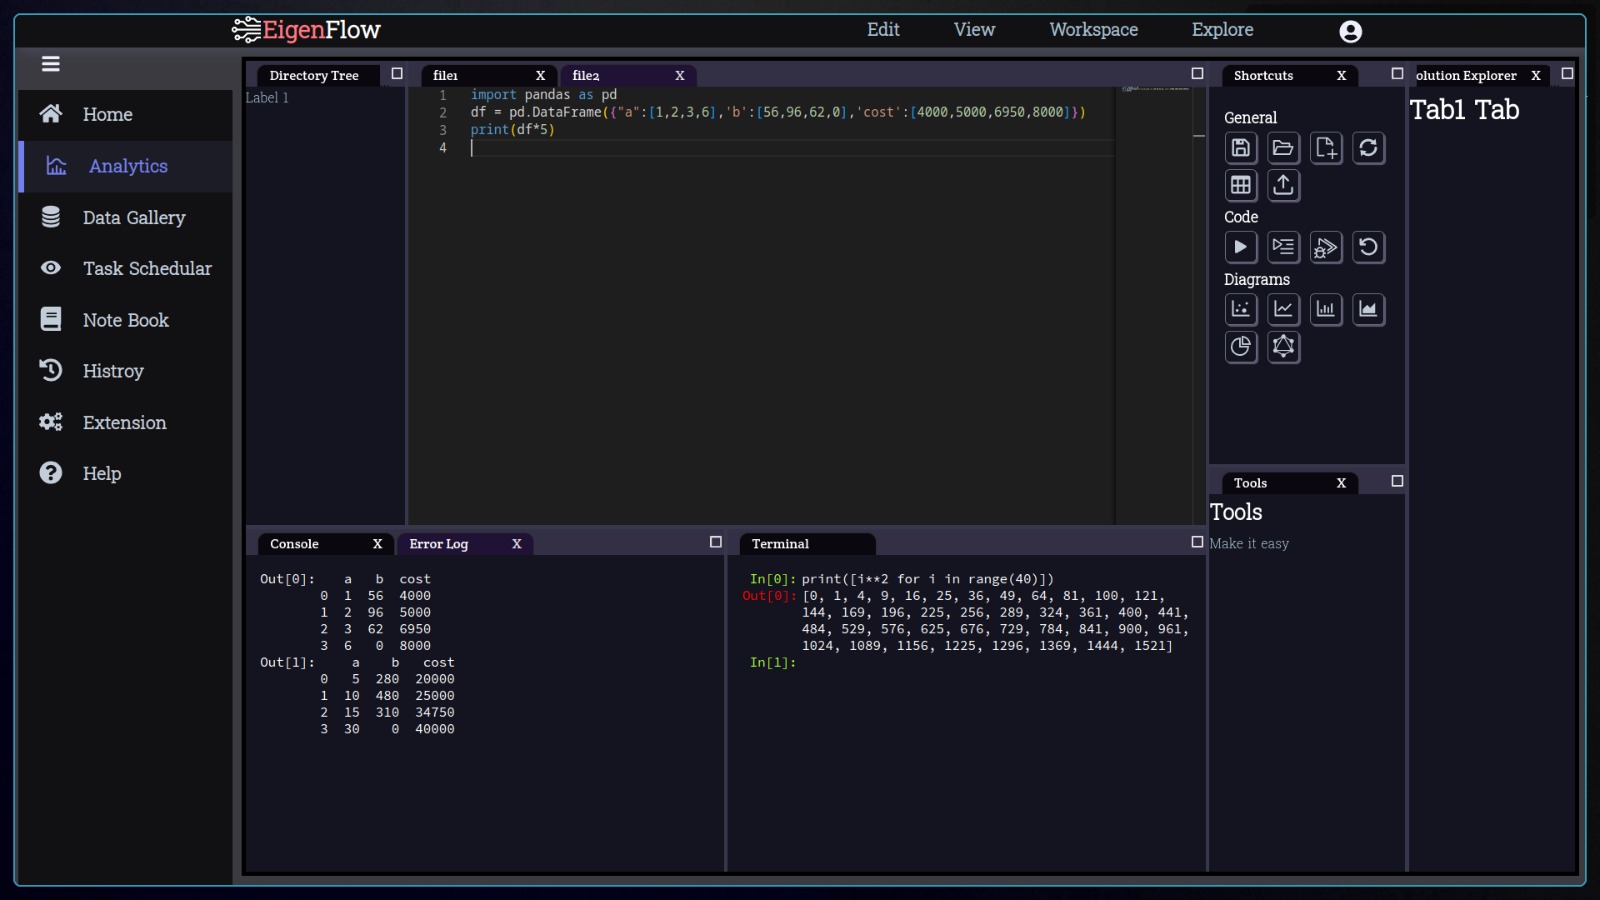 EigenFlow
Edit View Workspace Explore
Home
Analytics
Data Gallery
Task Schedular
Note Book
Histroy
Extension
Help
Directory Tree
Label 1
file1 X file2 X
1 import pandas as pd
2 df = pd.DataFrame({"a":[1,2,3,6],'b':[56,96,62,0],'cost':[4000,5000,6950,8000]})
3 print(df*5)
4
Console X Error Log X
Out[0]: a b cost
0 1 56 4000
1 2 96 5000
2 3 62 6950
3 6 0 8000
Out[1]: a b cost
0 5 280 20000
1 10 480 25000
2 15 310 34750
3 30 0 40000
Terminal
In[0]: print([i**2 for i in range(40)])
Out[0]: [0, 1, 4, 9, 16, 25, 36, 49, 64, 81, 100, 121,
144, 169, 196, 225, 256, 289, 324, 361, 400, 441,
484, 529, 576, 625, 676, 729, 784, 841, 900, 961,
1024, 1089, 1156, 1225, 1296, 1369, 1444, 1521]
In[1]:
Shortcuts X
General
Code
Diagrams
Tools X
Tools
Make it easy
olution Explorer X
Tab1 Tab